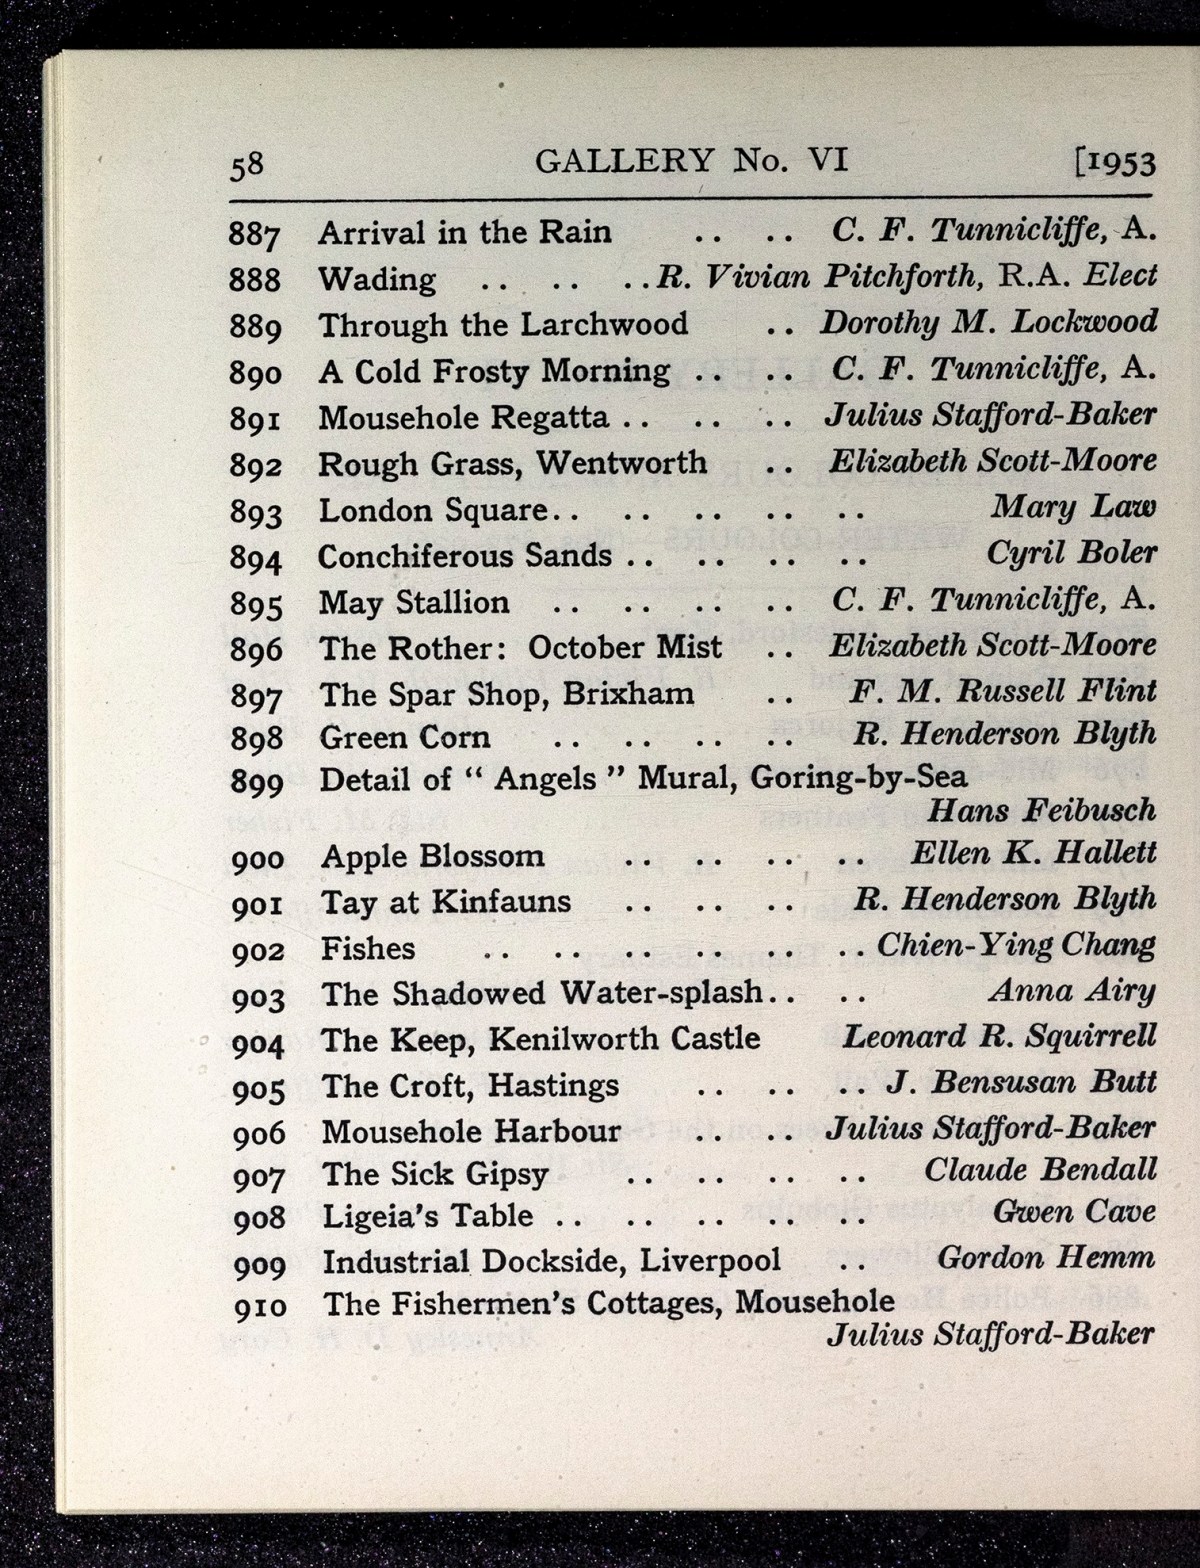 58 GALLERY No. VI [1953
887 Arrival in the Rain .. .. C. F. Tunnicliffe, A.
888 Wading .. .. .. R. Vivian Pitchforth, R.A. Elect
889 Through the Larchwood .. Dorothy M. Lockwood
890 A Cold Frosty Morning .. .. C. F. Tunnicliffe, A.
891 Mousehole Regatta .. .. .. Julius Stafford-Baker
892 Rough Grass, Wentworth .. Elizabeth Scott-Moore
893 London Square .. .. .. .. .. Mary Law
894 Conchiferous Sands .. .. .. .. Cyril Boler
895 May Stallion .. .. .. .. C. F. Tunnicliffe, A.
896 The Rother: October Mist .. Elizabeth Scott-Moore
897 The Spar Shop, Brixham .. F. M. Russell Flint
898 Green Corn .. .. .. .. R. Henderson Blyth
899 Detail of “ Angels ” Mural, Goring-by-Sea
Hans Feibusch
900 Apple Blossom .. .. .. .. Ellen K. Hallett
901 Tay at Kinfauns .. .. .. R. Henderson Blyth
902 Fishes .. .. .. .. .. .. Chien-Ying Chang
903 The Shadowed Water-splash .. .. Anna Airy
904 The Keep, Kenilworth Castle Leonard R. Squirrell
905 The Croft, Hastings .. .. .. J. Bensusan Butt
906 Mousehole Harbour .. .. Julius Stafford-Baker
907 The Sick Gipsy .. .. .. .. Claude Bendall
908 Ligeia's Table .. .. .. .. .. Gwen Cave
909 Industrial Dockside, Liverpool .. Gordon Hemm
910 The Fishermen's Cottages, Mousehole
Julius Stafford-Baker